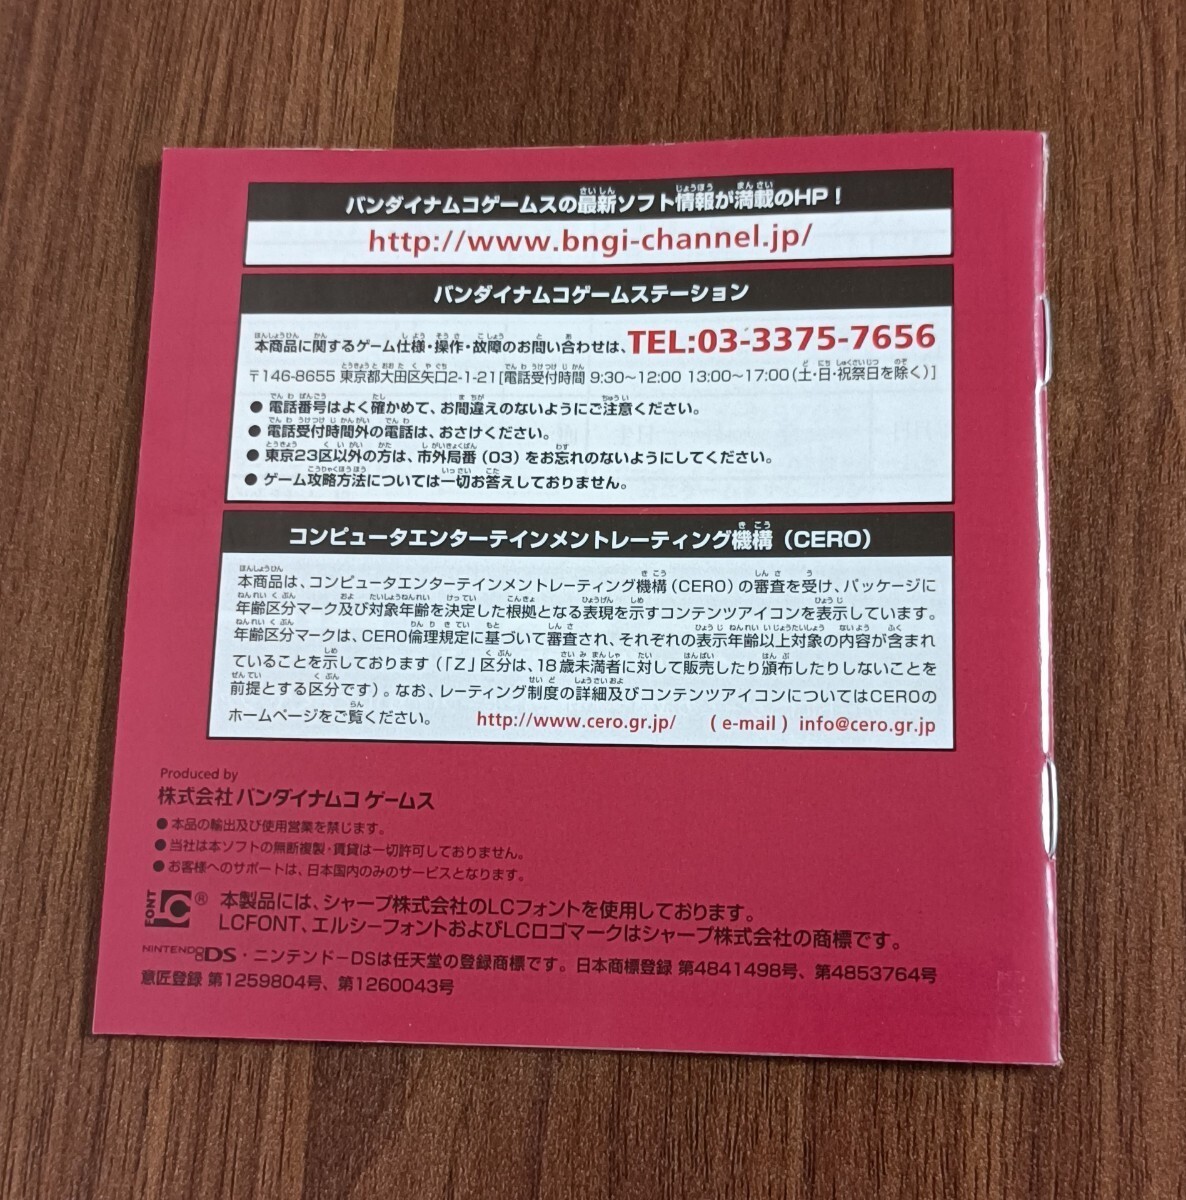 バンダイナムコゲームスの最新ソフト情報が満載のHP！
http://www.bngi-channel.jp/
バンダイナムコゲームステーション
本商品に関するゲーム仕様・操作・故障のお問い合わせは、TEL:03-3375-7656
〒146-8655 東京都大田区矢口2-1-21[電話受付時間 9:30～12:00 13:00～17:00(土・日・祝祭日を除く)]
● 電話番号はよく確かめて、お間違えのないようにご注意ください。
● 電話受付時間外の電話は、おさけください。
● 東京23区以外の方は、市外局番(03)をお忘れのないようにしてください。
● ゲーム攻略方法については一切お答えしておりません。
コンピュータエンターテインメントレーティング機構(CERO)
本商品は、コンピュータエンターテインメントレーティング機構(CERO)の審査を受け、パッケージに
年齢区分マーク及び対象年齢を決定した根拠となる表現を示すコンテンツアイコンを表示しています。
年齢区分マークは、CERO倫理規定に基づいて審査され、それぞれの表示年齢以上対象の内容が含まれ
ていることを示しております(「Z」区分は、18歳未満者に対して販売したり頒布したりしないことを
前提とする区分です)。なお、レーティング制度の詳細及びコンテンツアイコンについてはCEROの
ホームページをご覧ください。 http://www.cero.gr.jp/ (e-mail) info@cero.gr.jp
Produced by
株式会社 バンダイナムコ ゲームス
● 本品の輸出及び使用営業を禁じます。
● 当社は本ソフトの無断複製・賃貸は一切許可しておりません。
● お客様へのサポートは、日本国内のみのサービスとなります。
FONT LC ® 本製品には、シャープ株式会社のLCフォントを使用しております。
LCFONT、エルシーフォントおよびLCロゴマークはシャープ株式会社の商標です。
NINTENDO DS・ニンテンドーDSは任天堂の登録商標です。日本商標登録 第4841498号、第4853764号
意匠登録 第1259804号、第1260043号